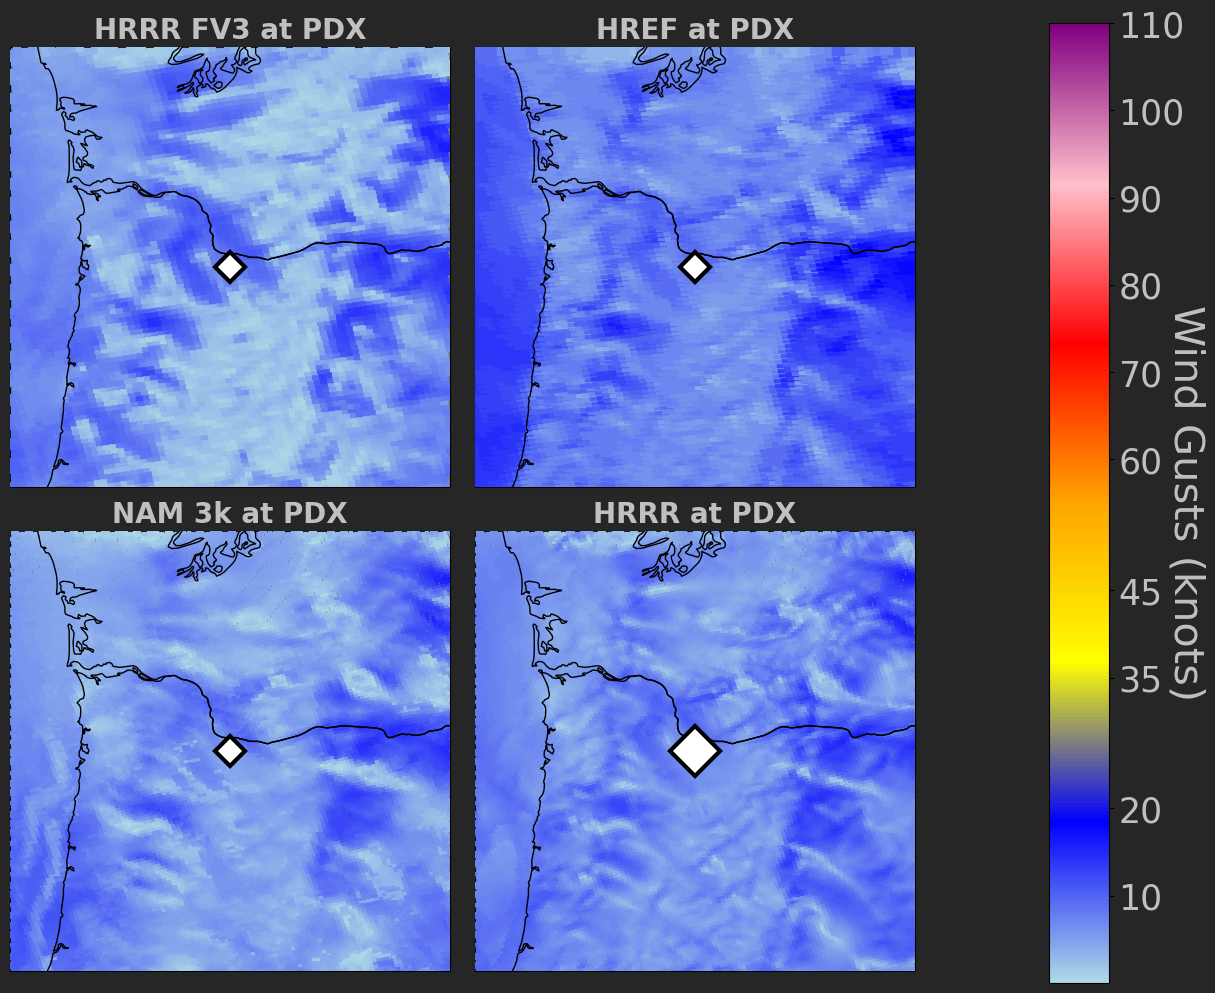 HRRR FV3 at PDX
HREF at PDX
NAM 3k at PDX
HRRR at PDX
110
100
90
80
70
60
45
35
20
10
Wind Gusts (knots)